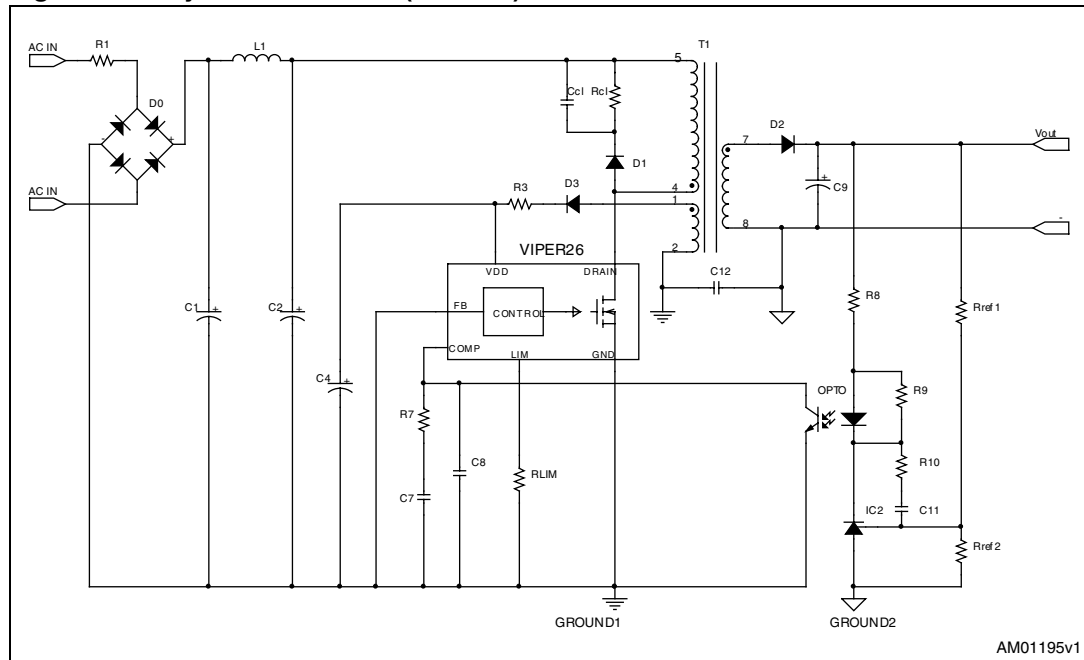 AC IN
R1
L1
T1
5
Ccl
Rcl
D0
-
+
D2
7
Vout
D1
+
C9
AC IN
R3
D3
4
1
8
-
2
VIPER26
C12
VDD
DRAIN
R8
Rref1
C1
+
C2
+
FB
CONTROL
COMP
LIM
GND
C4
+
OPTO
R9
R7
C8
RLIM
R10
C7
IC2
C11
Rref2
GROUND1
GROUND2
AM01195v1